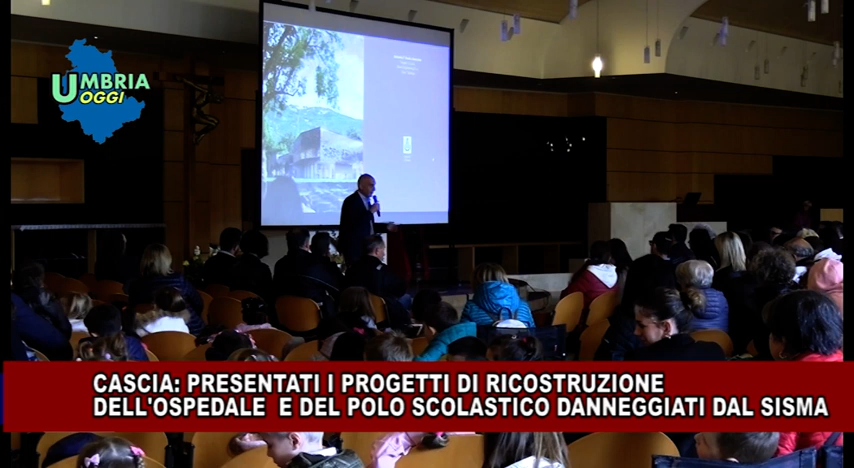 UMBRIA
OGGI
CASCIA: PRESENTATI I PROGETTI DI RICOSTRUZIONE
DELL'OSPEDALE E DEL POLO SCOLASTICO DANNEGGIATI DAL SISMA